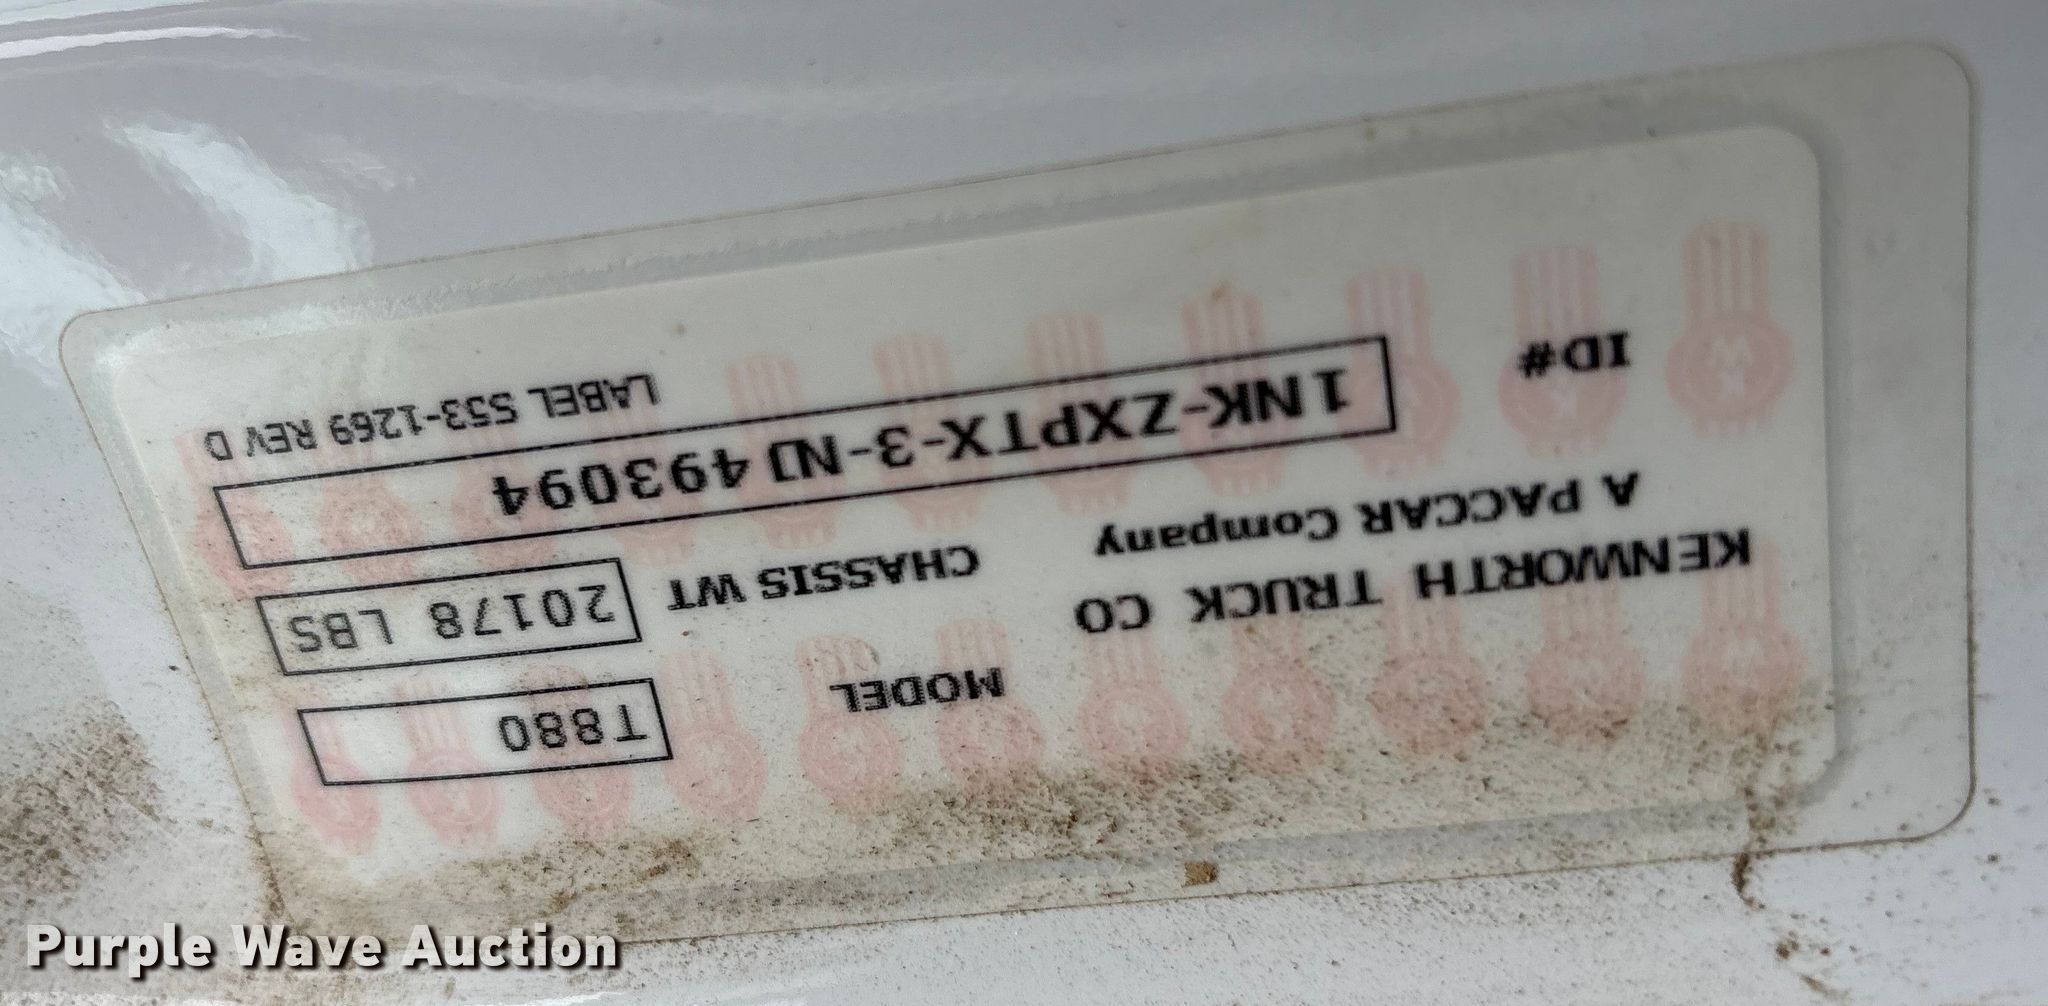 KENWORTH TRUCK CO
A PACCAR Company
MODEL T880
CHASSIS WT 20178 LBS
ID# 1NK-ZXPTX-3-NJ493094
LABEL S53-1269 REV D
Purple Wave Auction